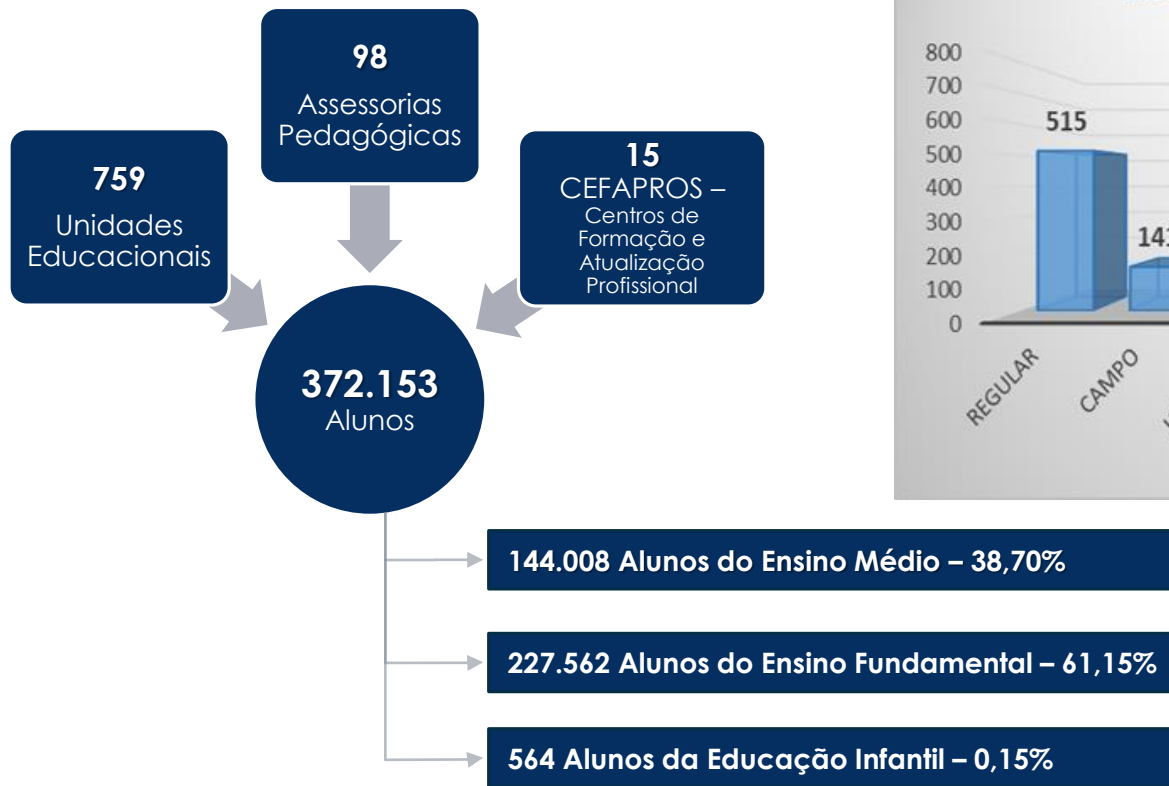 98
Assessorias
Pedagógicas
759
Unidades
Educacionais
15
CEFAPROS –
Centros de
Formação e
Atualização
Profissional
372.153
Alunos
800
700
600
500
400
300
200
100
0
515
REGULAR
CAMPO
144.008 Alunos do Ensino Médio – 38,70%
227.562 Alunos do Ensino Fundamental – 61,15%
564 Alunos da Educação Infantil – 0,15%